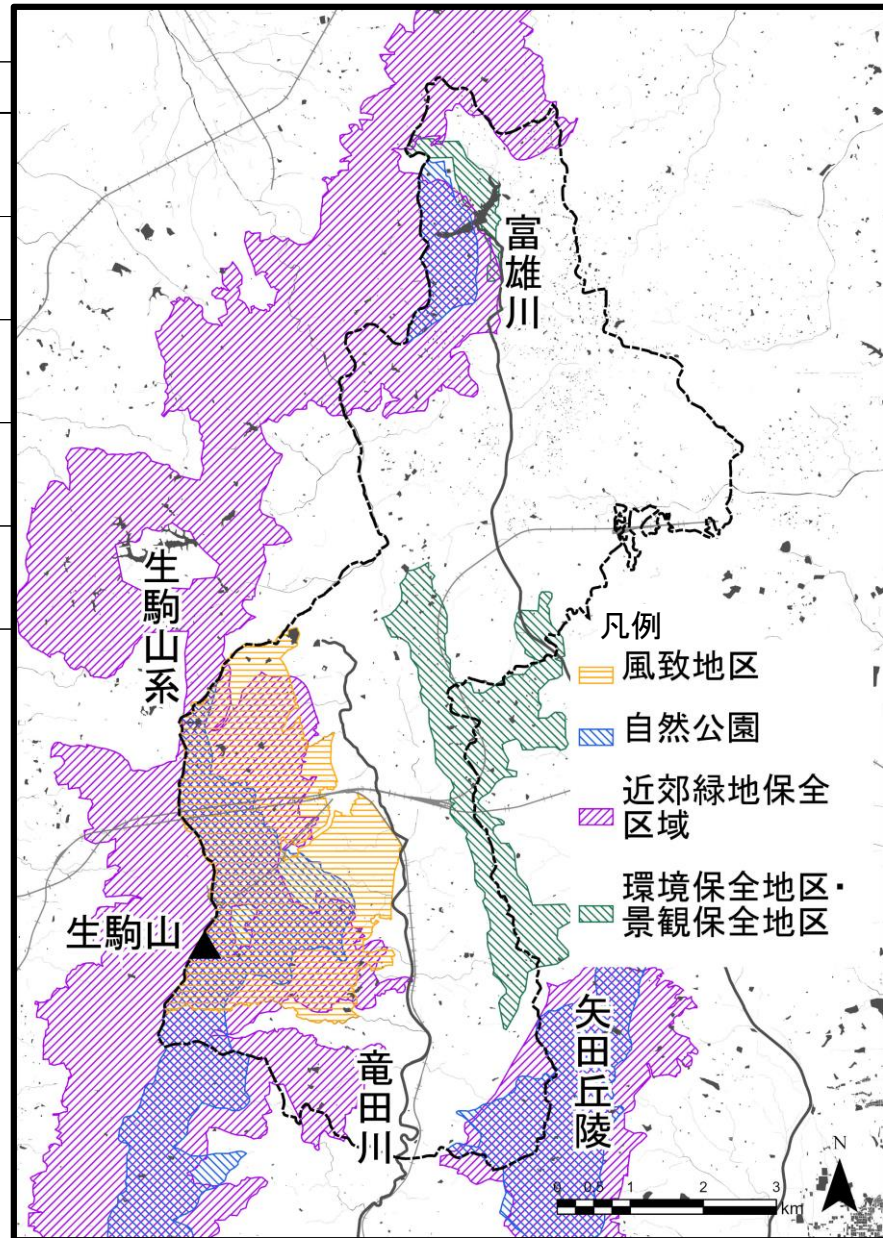 富雄川
生駒山系
凡例
風致地区
自然公園
近郊緑地保全
区域
環境保全地区・
景観保全地区
生駒山
竜田川
矢田丘陵
N
0 0.5 1 2 3
km